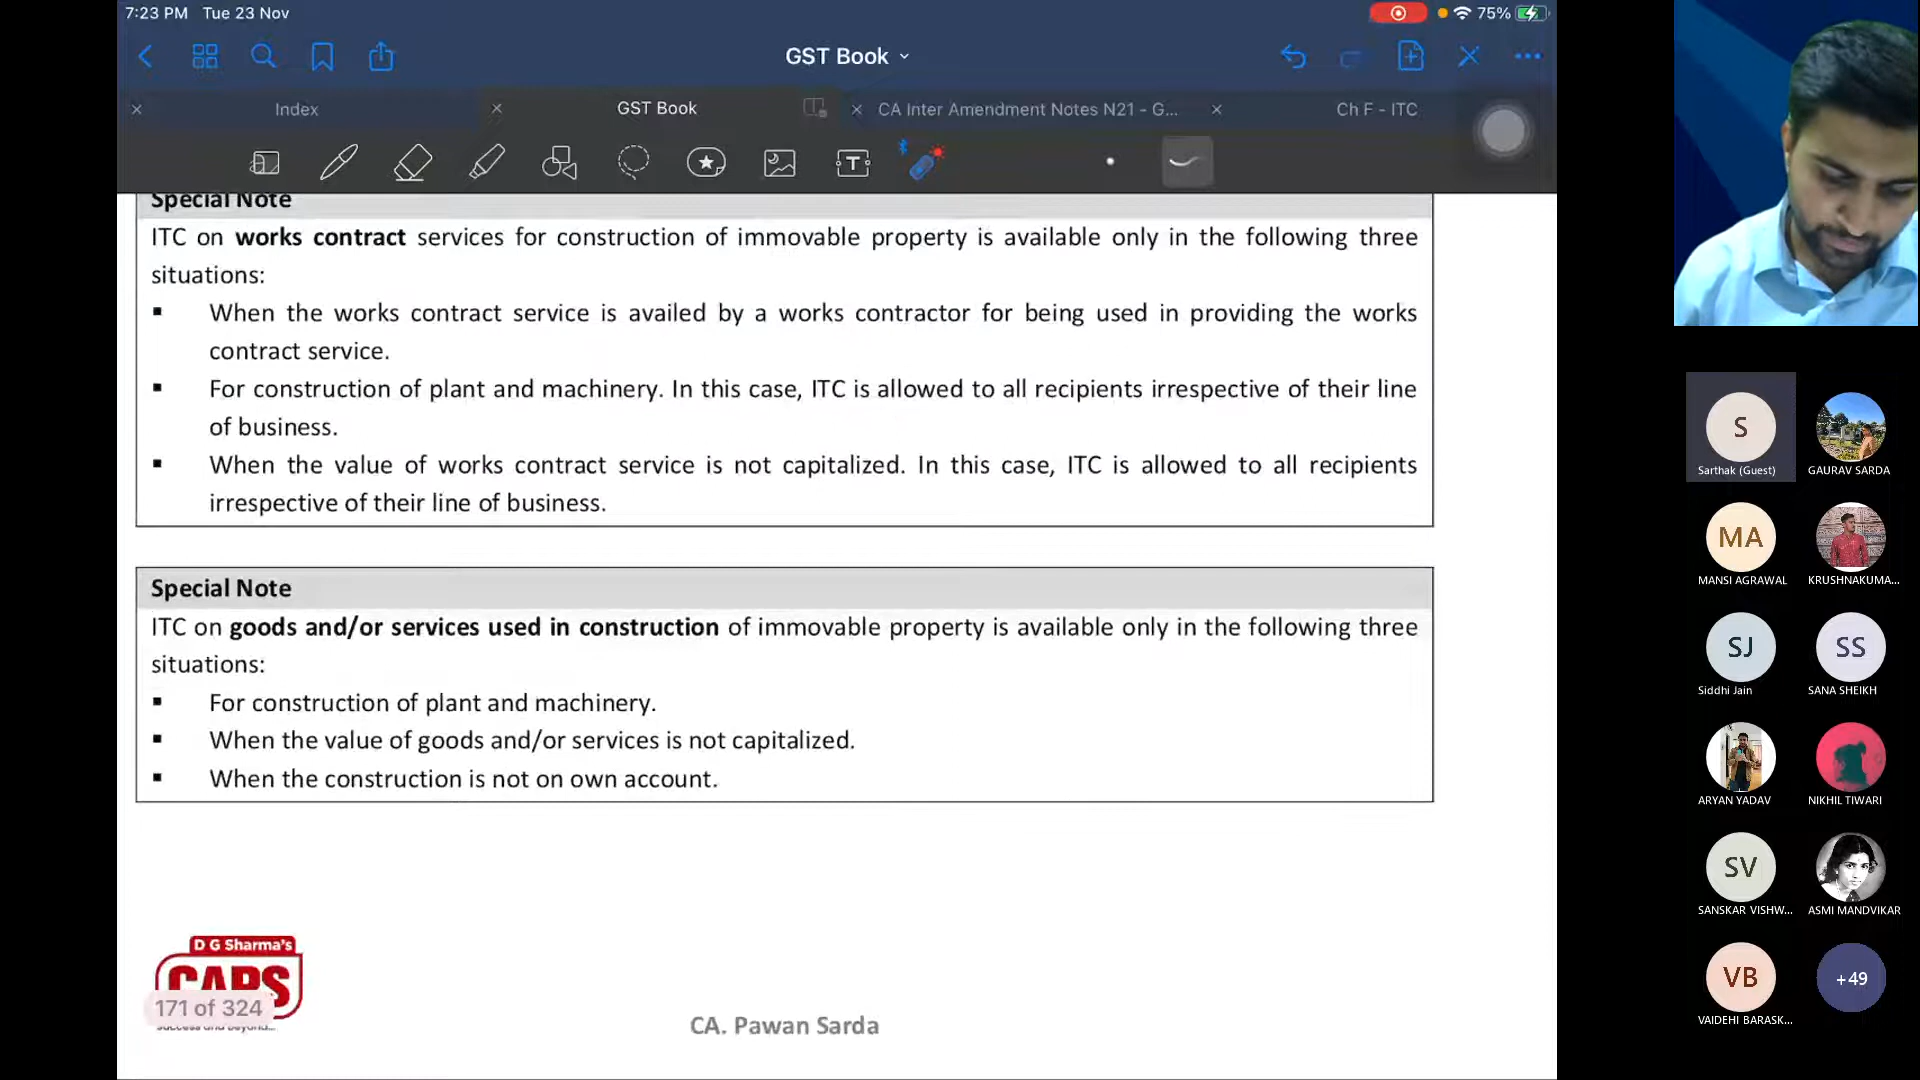 7:23 PM Tue 23 Nov
75%
GST Book
Index
GST Book
CA Inter Amendment Notes N21 - G...
Ch F - ITC
T
Special Note
ITC on works contract services for construction of immovable property is available only in the following three
situations:
▪ When the works contract service is availed by a works contractor for being used in providing the works
contract service.
▪ For construction of plant and machinery. In this case, ITC is allowed to all recipients irrespective of their line
of business.
▪ When the value of works contract service is not capitalized. In this case, ITC is allowed to all recipients
irrespective of their line of business.
Special Note
ITC on goods and/or services used in construction of immovable property is available only in the following three
situations:
▪ For construction of plant and machinery.
▪ When the value of goods and/or services is not capitalized.
▪ When the construction is not on own account.
D G Sharma's
CAPS
171 of 324
Success and Beyond...
CA. Pawan Sarda
S
Sarthak (Guest)
GAURAV SARDA
MA
MANSI AGRAWAL
KRUSHNAKUMA...
SJ
Siddhi Jain
SS
SANA SHEIKH
ARYAN YADAV
NIKHIL TIWARI
SV
SANSKAR VISHW...
ASMI MANDVIKAR
VB
VAIDEHI BARASK...
+49